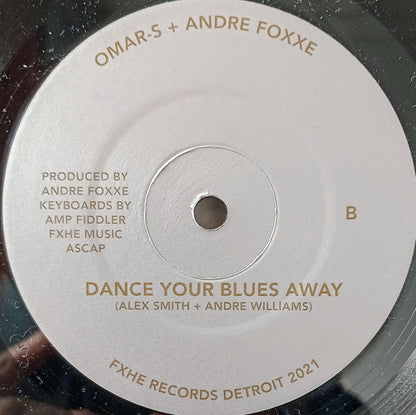 OMAR-S + ANDRE FOXXE
PRODUCED BY
ANDRE FOXXE
KEYBOARDS BY
AMP FIDDLER
FXHE MUSIC
ASCAP
B
DANCE YOUR BLUES AWAY
(ALEX SMITH + ANDRE WILLIAMS)
FXHE RECORDS DETROIT 2021